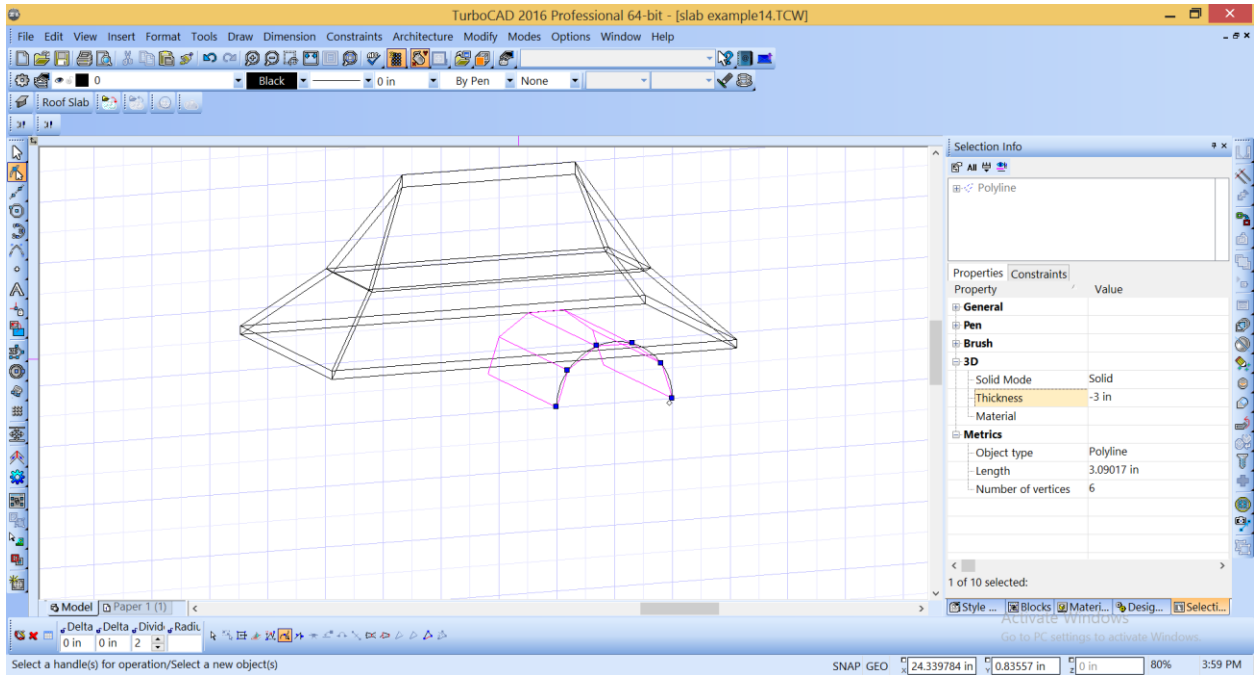 TurboCAD 2016 Professional 64-bit - [slab example14.TCW]
File Edit View Insert Format Tools Draw Dimension Constraints Architecture Modify Modes Options Window Help
0 Black 0 in By Pen None
Roof Slab
Selection Info
All
Polyline
Properties Constraints
Property Value
General
Pen
Brush
3D
Solid Mode Solid
Thickness -3 in
Material
Metrics
Object type Polyline
Length 3.09017 in
Number of vertices 6
1 of 10 selected:
Model Paper 1 (1)
Style ... Blocks Materi... Desig... Selecti...
Activate Windows
Go to PC settings to activate Windows.
Delta Delta Divid Radiu
0 in 0 in 2
Select a handle(s) for operation/Select a new object(s)
SNAP GEO x 24.339784 in y 0.83557 in z 0 in 80% 3:59 PM